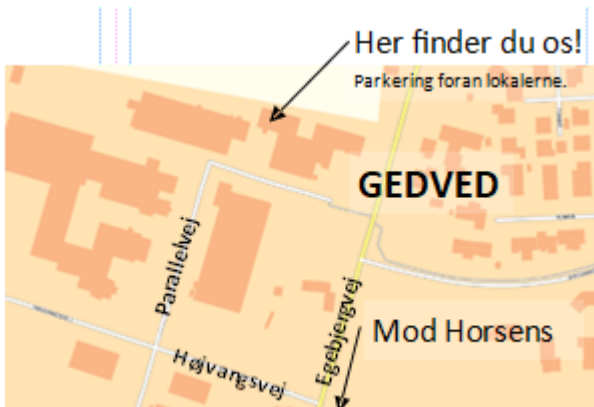 Her finder du os!
Parkering foran lokalerne.
GEDVED
Parallelvej
Egebjergvej
Mod Horsens
Højvangsvej